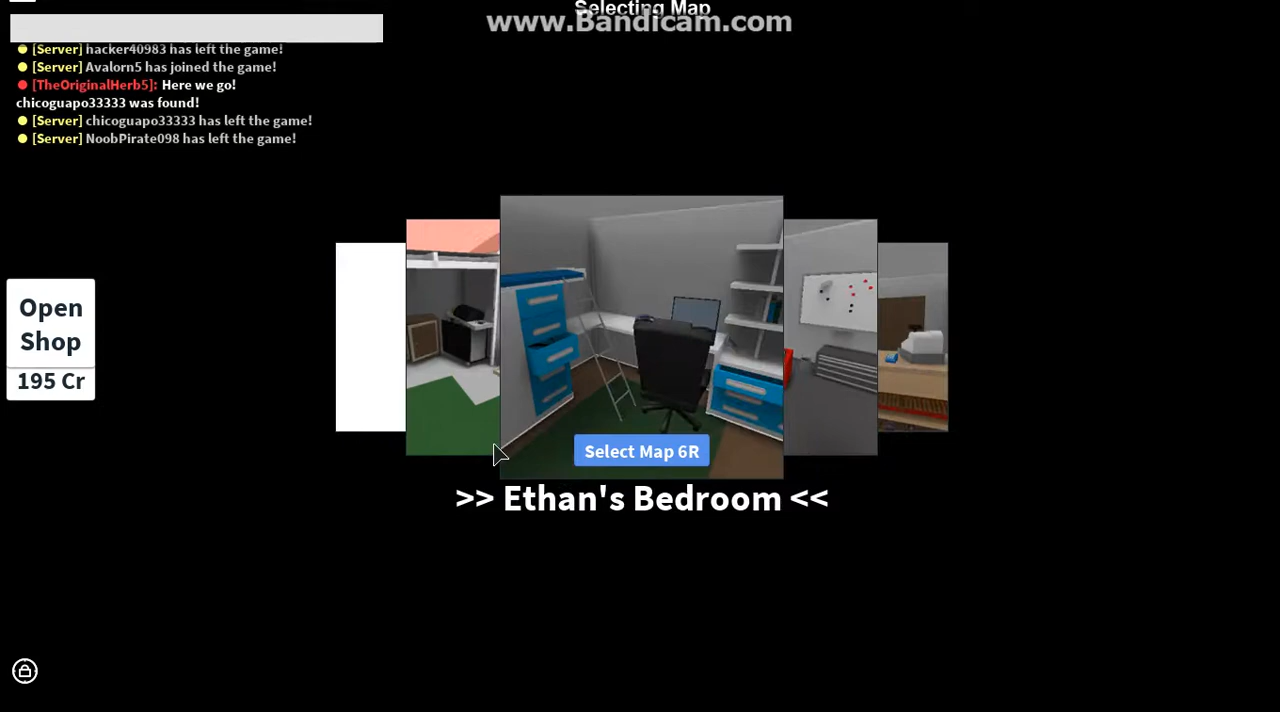 Selecting Map
www.Bandicam.com
[Server] hacker40983 has left the game!
[Server] Avalorn5 has joined the game!
[TheOriginalHerb5]: Here we go!
chicoguapo33333 was found!
[Server] chicoguapo33333 has left the game!
[Server] NoobPirate098 has left the game!
Open
Shop
195 Cr
Select Map 6R
>> Ethan's Bedroom <<